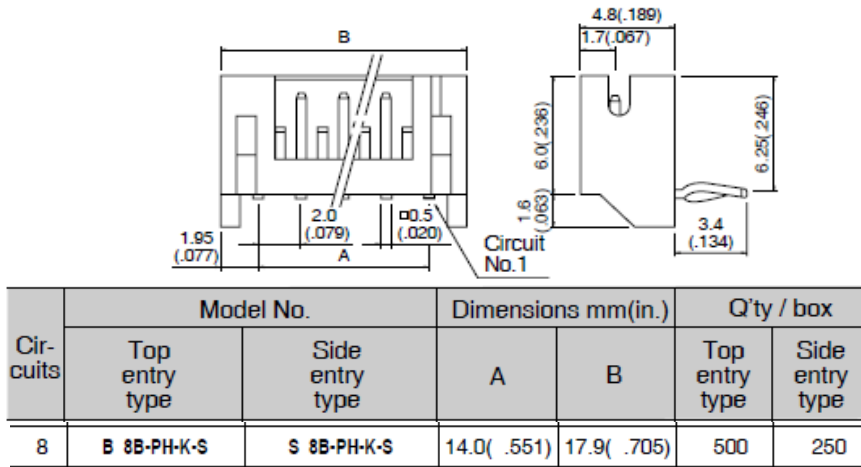 4.8(.189)
1.7(.067)
B
6.0(.236)
6.25(.246)
1.6
(.063)
2.0
(.079)
□0.5
(.020)
3.4
(.134)
1.95
(.077)
A
Circuit
No.1
Cir-
cuits
Model No.
Dimensions mm(in.)
Q'ty / box
Top
entry
type
Side
entry
type
A
B
Top
entry
type
Side
entry
type
8 B 8B-PH-K-S S 8B-PH-K-S 14.0( .551) 17.9( .705) 500 250